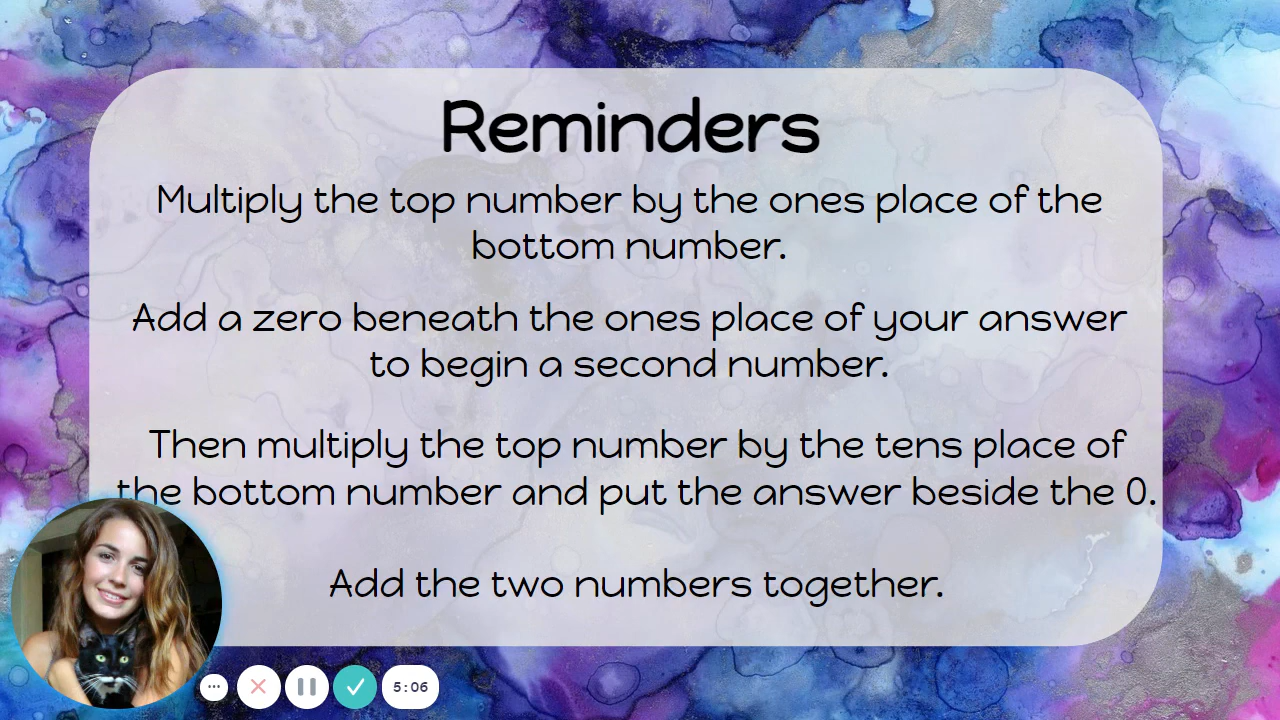 Reminders
Multiply the top number by the ones place of the
bottom number.
Add a zero beneath the ones place of your answer
to begin a second number.
Then multiply the top number by the tens place of
the bottom number and put the answer beside the 0.
Add the two numbers together.
5:06